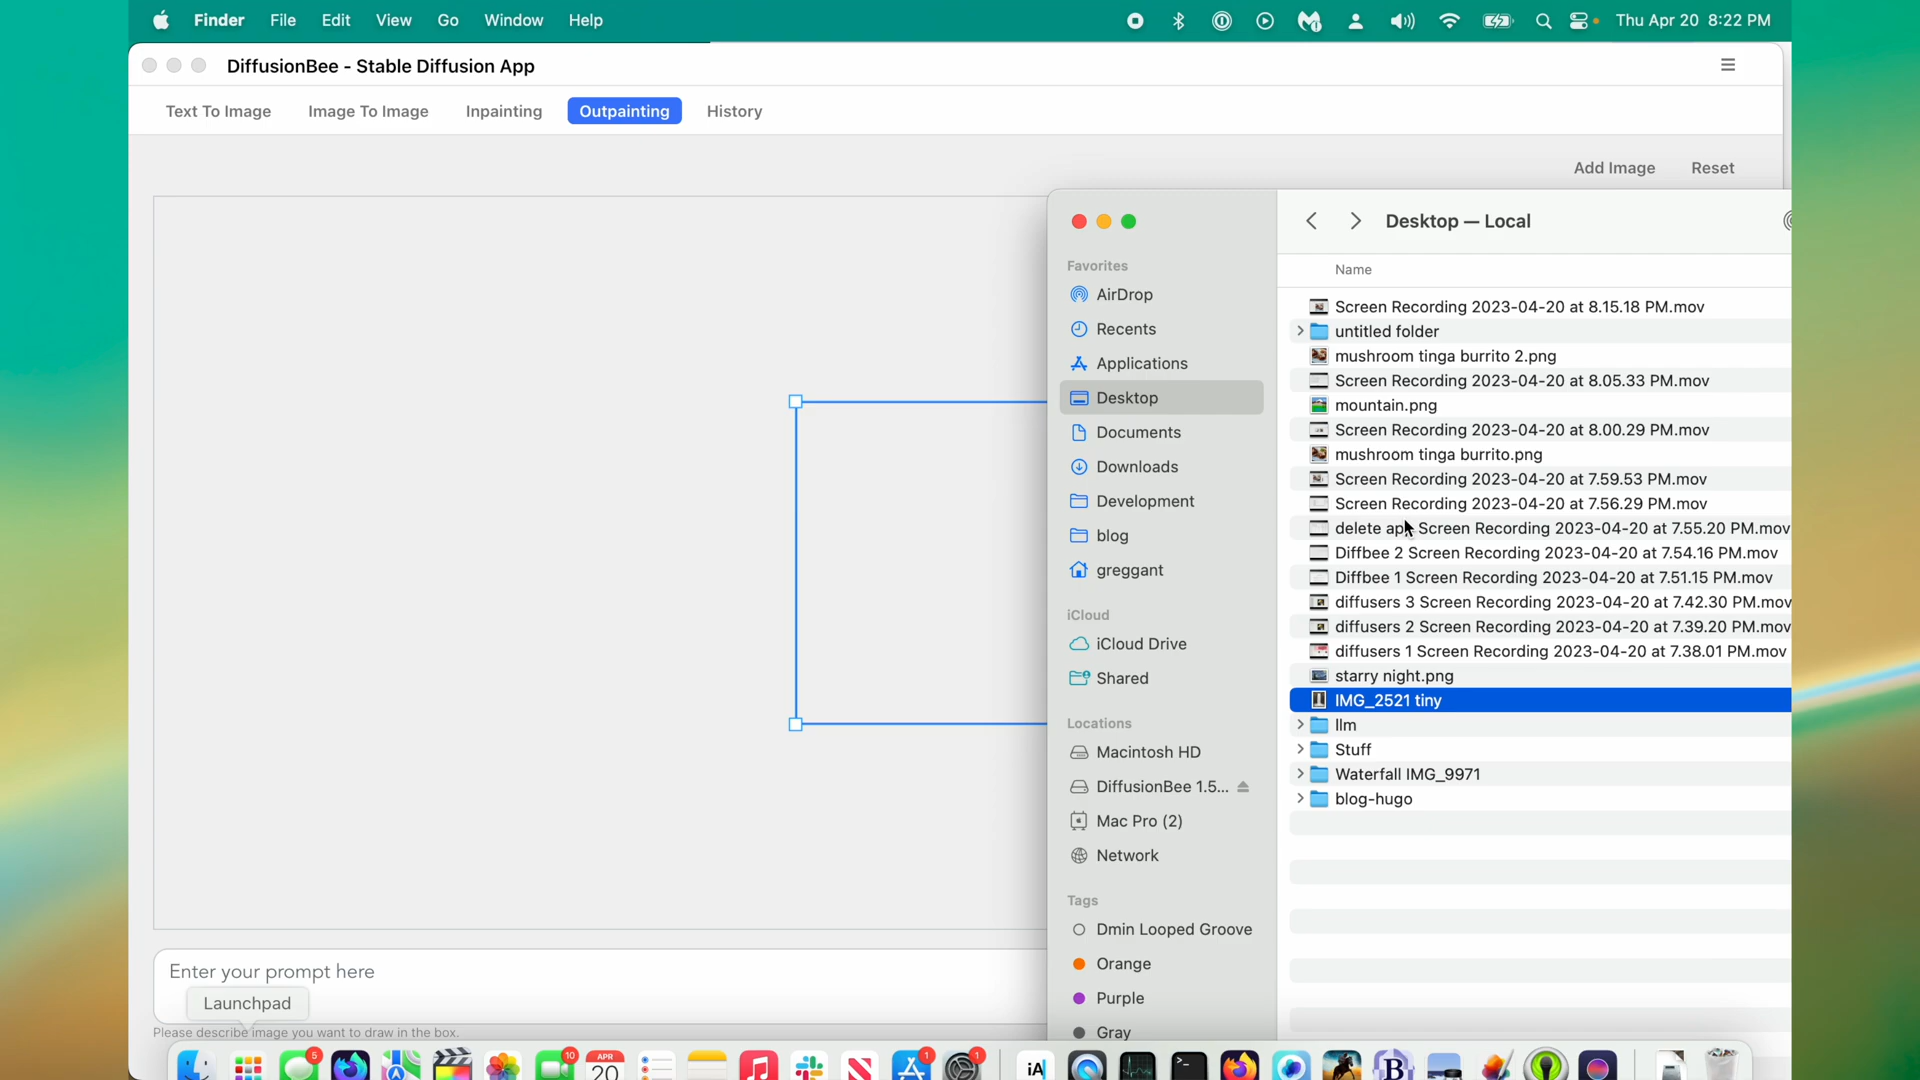 Finder File Edit View Go Window Help Thu Apr 20 8:22 PM
DiffusionBee - Stable Diffusion App
Text To Image Image To Image Inpainting Outpainting History
Add Image Reset
Desktop — Local
Name
Favorites
AirDrop
Recents
Applications
Desktop
Documents
Downloads
Development
blog
greggant
iCloud
iCloud Drive
Shared
Locations
Macintosh HD
DiffusionBee 1.5...
Mac Pro (2)
Network
Tags
Dmin Looped Groove
Orange
Purple
Gray
Screen Recording 2023-04-20 at 8.15.18 PM.mov
untitled folder
mushroom tinga burrito 2.png
Screen Recording 2023-04-20 at 8.05.33 PM.mov
mountain.png
Screen Recording 2023-04-20 at 8.00.29 PM.mov
mushroom tinga burrito.png
Screen Recording 2023-04-20 at 7.59.53 PM.mov
Screen Recording 2023-04-20 at 7.56.29 PM.mov
delete app Screen Recording 2023-04-20 at 7.55.20 PM.mov
Diffbee 2 Screen Recording 2023-04-20 at 7.54.16 PM.mov
Diffbee 1 Screen Recording 2023-04-20 at 7.51.15 PM.mov
diffusers 3 Screen Recording 2023-04-20 at 7.42.30 PM.mov
diffusers 2 Screen Recording 2023-04-20 at 7.39.20 PM.mov
diffusers 1 Screen Recording 2023-04-20 at 7.38.01 PM.mov
starry night.png
IMG_2521 tiny
llm
Stuff
Waterfall IMG_9971
blog-hugo
Enter your prompt here
Launchpad
Please describe image you want to draw in the box.
5 10 APR 20 1 1 iA B